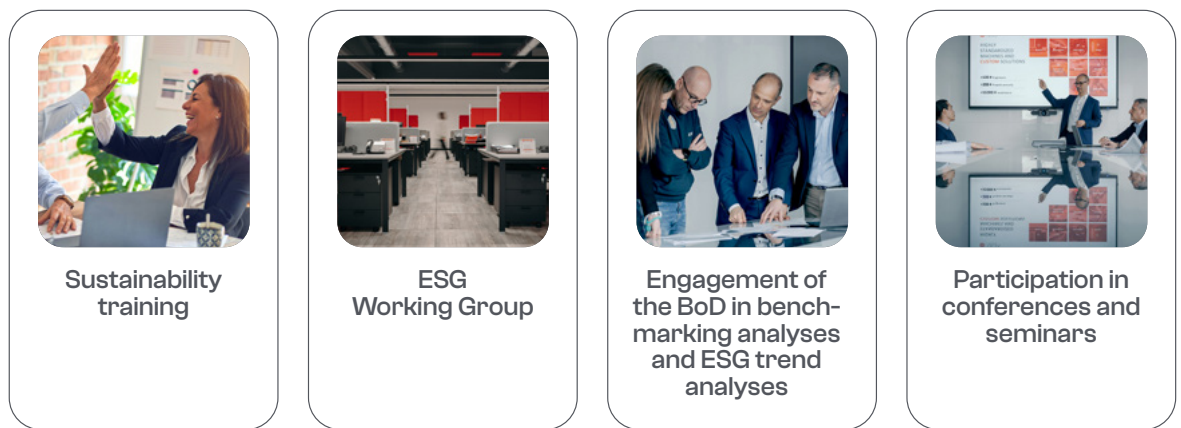 Sustainability
training
ESG
Working Group
Engagement of
the BoD in bench-
marking analyses
and ESG trend
analyses
Participation in
conferences and
seminars